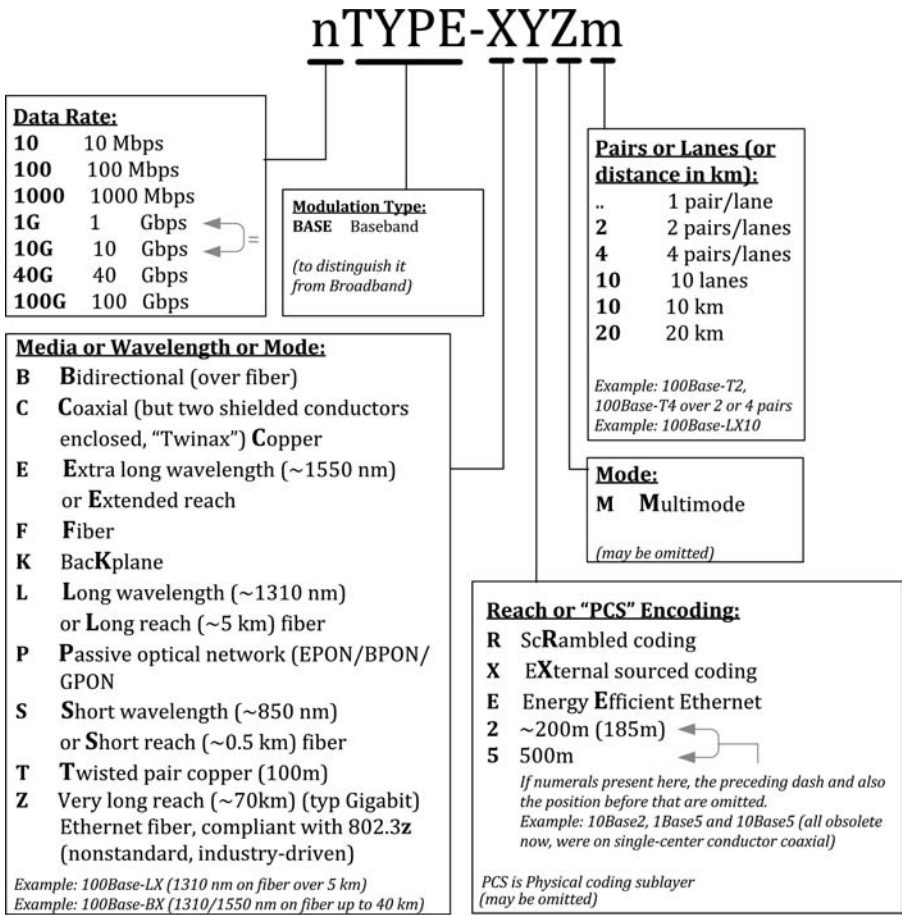 nTYPE-XYZm
Data Rate:
10 10 Mbps
100 100 Mbps
1000 1000 Mbps
1G 1 Gbps
10G 10 Gbps
=
40G 40 Gbps
100G 100 Gbps
Modulation Type:
BASE Baseband
(to distinguish it
from Broadband)
Pairs or Lanes (or
distance in km):
.. 1 pair/lane
2 2 pairs/lanes
4 4 pairs/lanes
10 10 lanes
10 10 km
20 20 km
Example: 100Base-T2,
100Base-T4 over 2 or 4 pairs
Example: 100Base-LX10
Media or Wavelength or Mode:
B Bidirectional (over fiber)
C Coaxial (but two shielded conductors
enclosed, “Twinax”) Copper
E Extra long wavelength (~1550 nm)
or Extended reach
F Fiber
K BacKplane
L Long wavelength (~1310 nm)
or Long reach (~5 km) fiber
P Passive optical network (EPON/BPON/
GPON
S Short wavelength (~850 nm)
or Short reach (~0.5 km) fiber
T Twisted pair copper (100m)
Z Very long reach (~70km) (typ Gigabit)
Ethernet fiber, compliant with 802.3z
(nonstandard, industry-driven)
Example: 100Base-LX (1310 nm on fiber over 5 km)
Example: 100Base-BX (1310/1550 nm on fiber up to 40 km)
Mode:
M Multimode
(may be omitted)
Reach or “PCS” Encoding:
R ScRambled coding
X EXternal sourced coding
E Energy Efficient Ethernet
2 ~200m (185m)
5 500m
If numerals present here, the preceding dash and also
the position before that are omitted.
Example: 10Base2, 1Base5 and 10Base5 (all obsolete
now, were on single-center conductor coaxial)
PCS is Physical coding sublayer
(may be omitted)